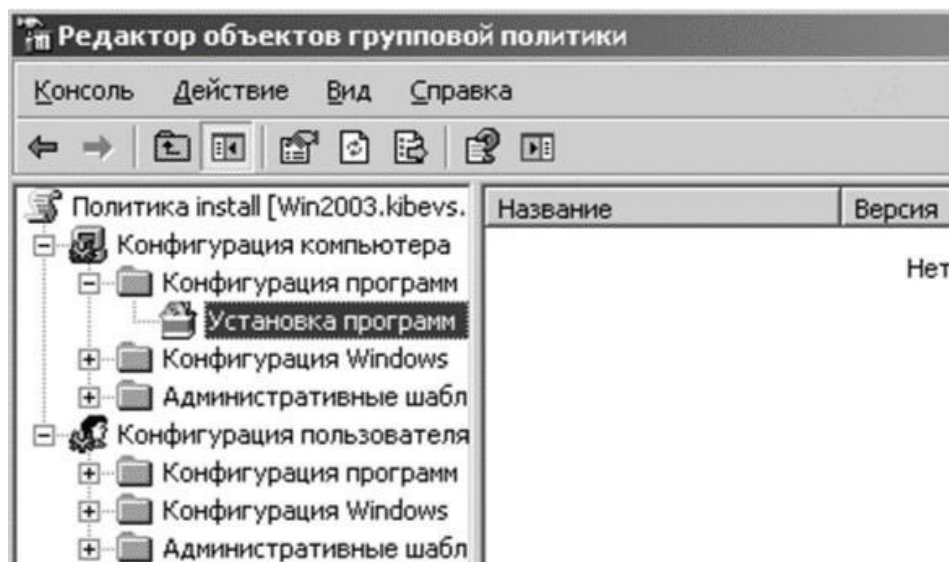 Редактор объектов групповой политики
Консоль Действие Вид Справка
Политика install [Win2003.kibevs.
Название Версия
Конфигурация компьютера
Нет
Конфигурация программ
Установка программ
Конфигурация Windows
Административные шабл
Конфигурация пользователя
Конфигурация программ
Конфигурация Windows
Административные шабл